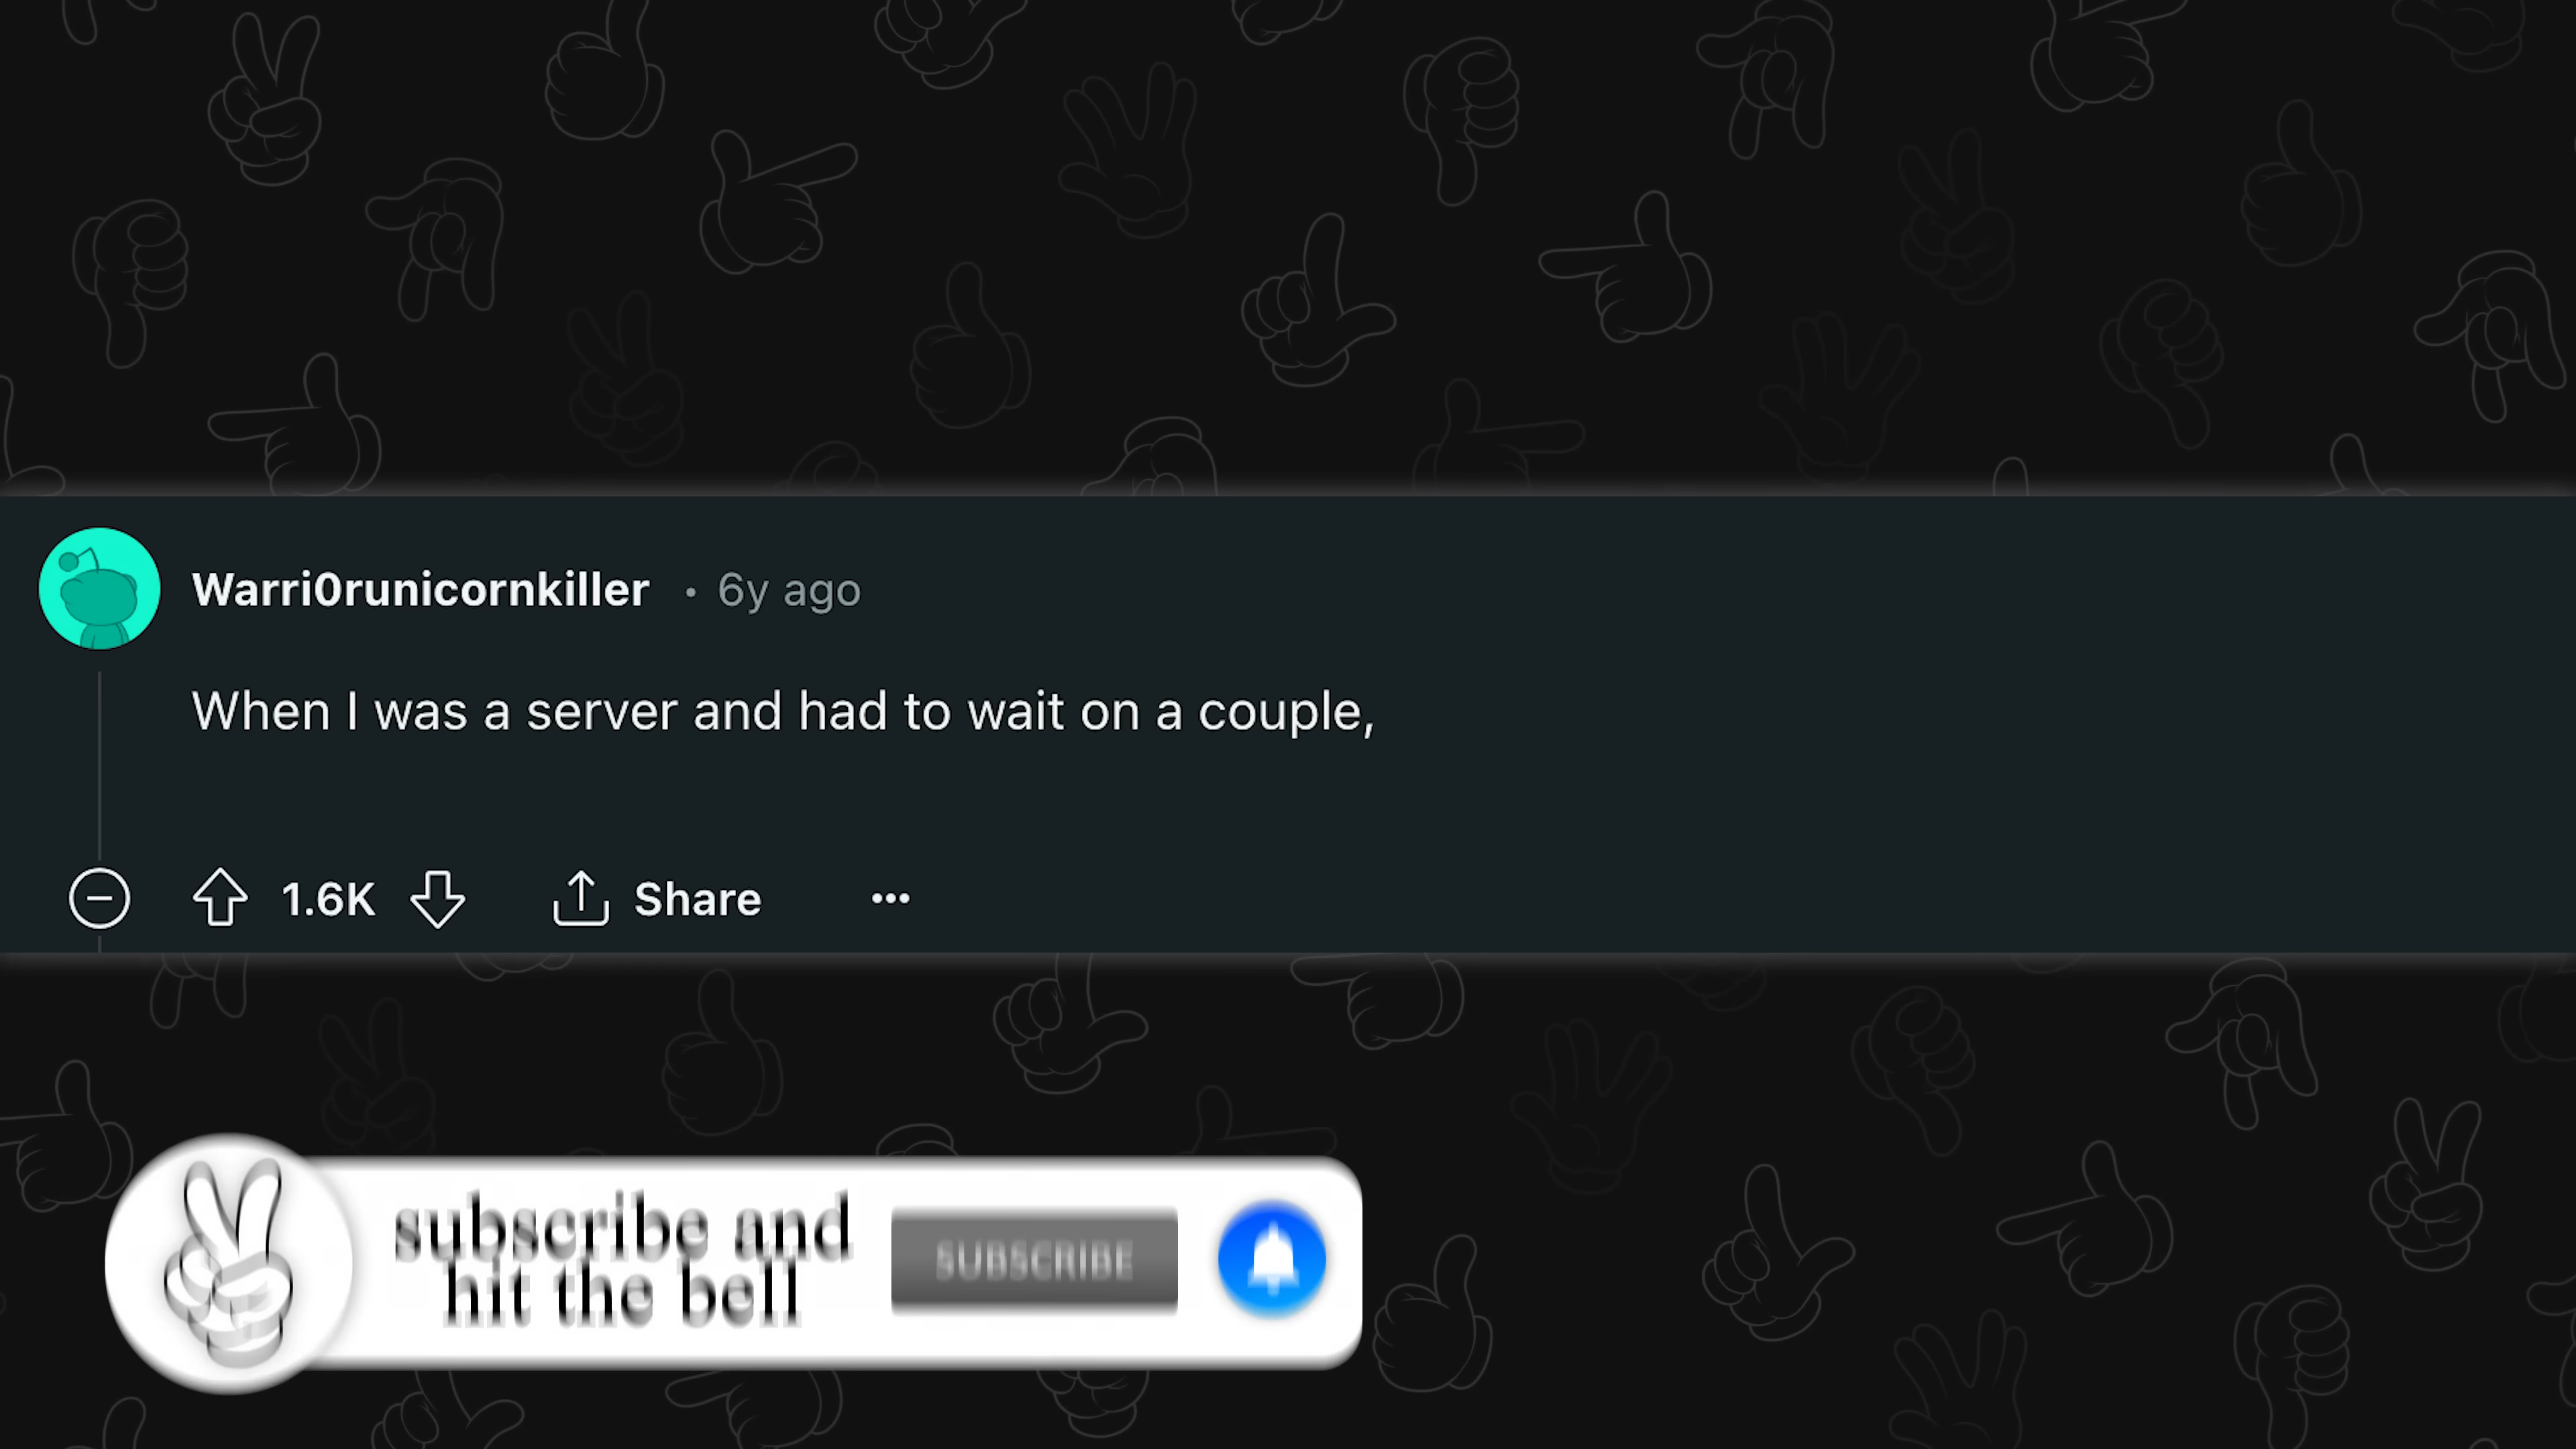 Warri0runicornkiller • 6y ago
When I was a server and had to wait on a couple,
1.6K Share •••
subscribe and
hit the bell
SUBSCRIBE